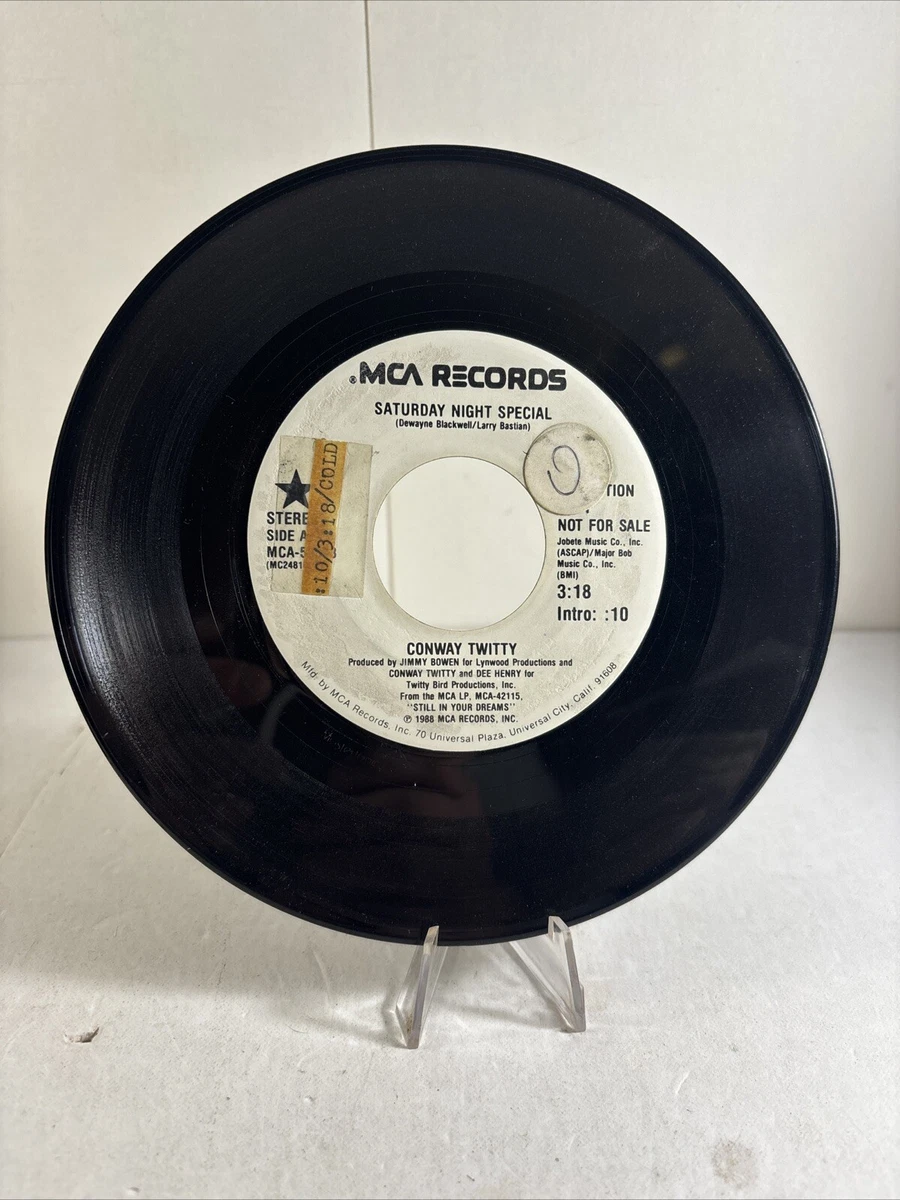 ® MCA RECORDS
SATURDAY NIGHT SPECIAL
(Dewayne Blackwell/Larry Bastian)
:10/3:18/COLD
STERE
SIDE A
MCA-5
(MC2481
TION
NOT FOR SALE
Jobete Music Co., Inc.
(ASCAP)/Major Bob
Music Co., Inc.
(BMI)
3:18
Intro: :10
CONWAY TWITTY
Produced by JIMMY BOWEN for Lynwood Productions and
CONWAY TWITTY and DEE HENRY for
Twitty Bird Productions, Inc.
From the MCA LP, MCA-42115,
"STILL IN YOUR DREAMS"
℗ 1988 MCA RECORDS, INC.
Mfd. by MCA Records, Inc. 70 Universal Plaza, Universal City, Calif. 91608